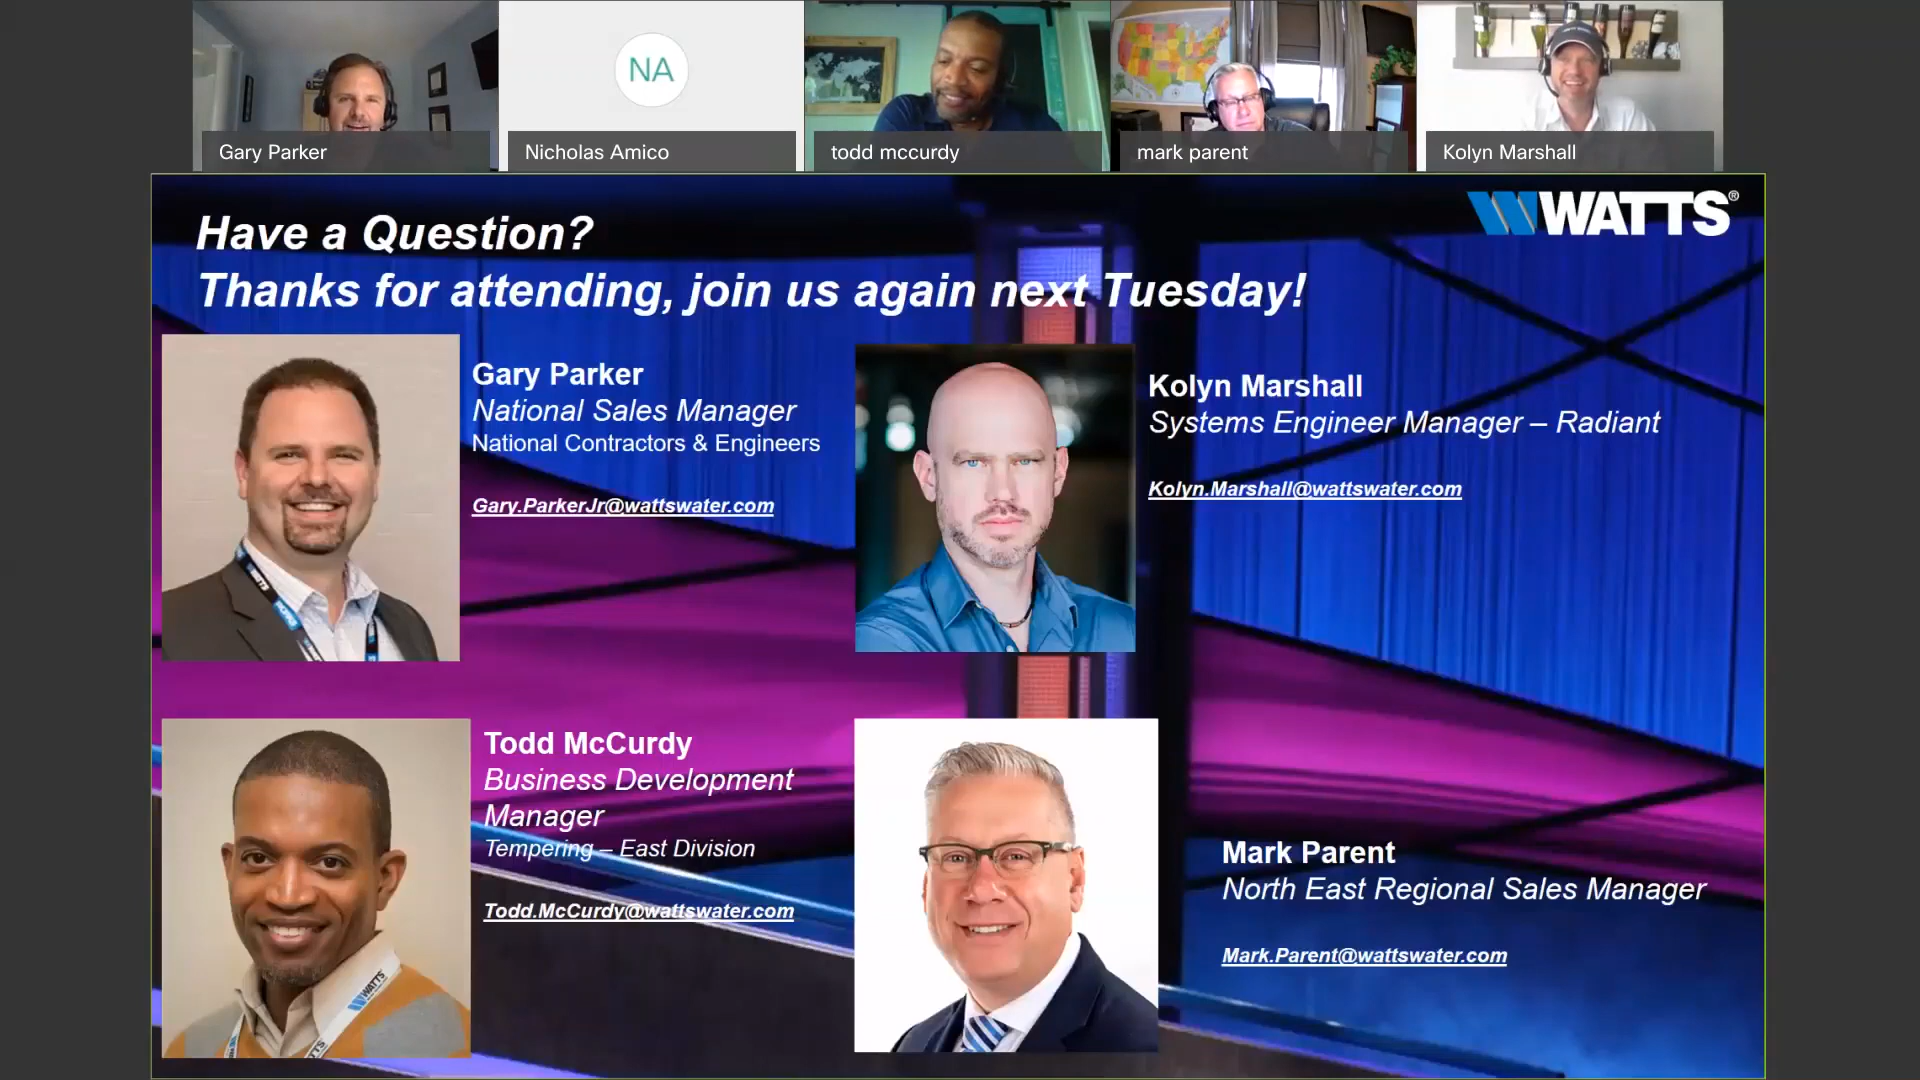 NA
Gary Parker
Nicholas Amico
todd mccurdy
mark parent
Kolyn Marshall
WATTS®
Have a Question?
Thanks for attending, join us again next Tuesday!
Gary Parker
National Sales Manager
National Contractors & Engineers
Gary.ParkerJr@wattswater.com
Kolyn Marshall
Systems Engineer Manager – Radiant
Kolyn.Marshall@wattswater.com
Todd McCurdy
Business Development
Manager
Tempering – East Division
Todd.McCurdy@wattswater.com
Mark Parent
North East Regional Sales Manager
Mark.Parent@wattswater.com
WATTS
WATTS